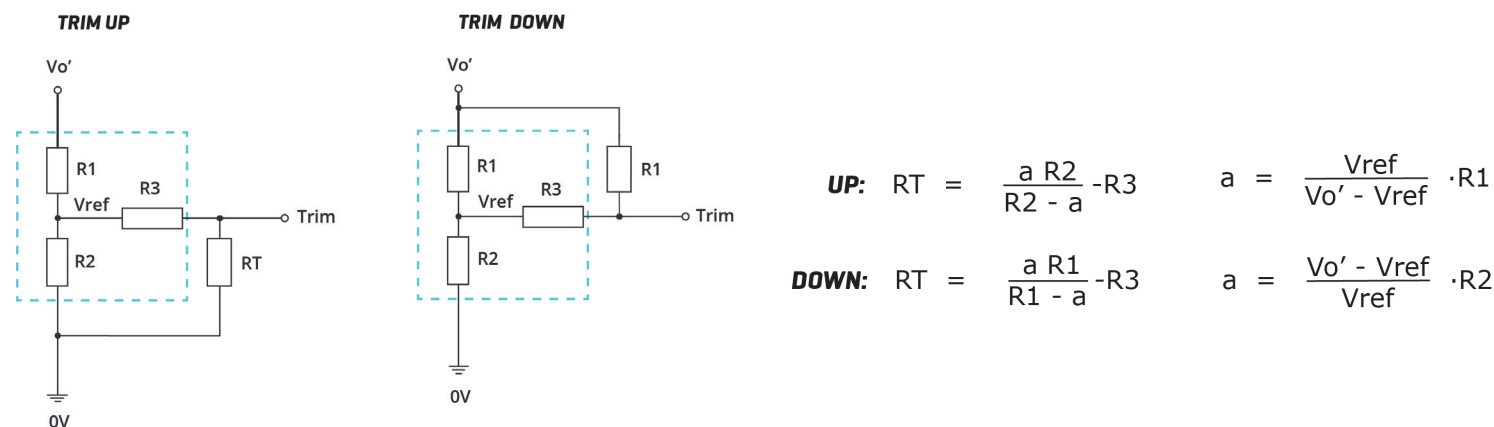 TRIM UP
Vo’
R1
Vref
R3
Trim
R2
RT
0V
TRIM DOWN
Vo’
R1
R1
Vref
R3
Trim
R2
0V
UP: RT = a R2 / R2 - a -R3 a = Vref / Vo’ - Vref ·R1
DOWN: RT = a R1 / R1 - a -R3 a = Vo’ - Vref / Vref ·R2